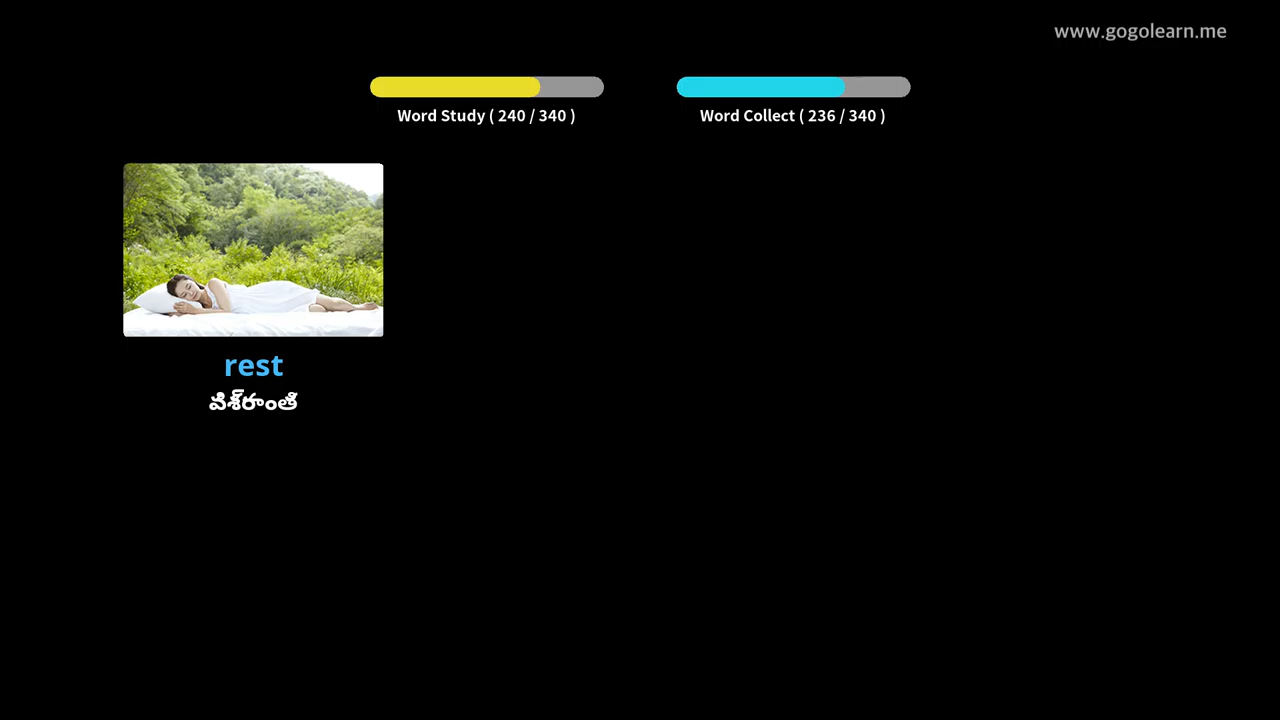 www.gogolearn.me
Word Study ( 240 / 340 )
Word Collect ( 236 / 340 )
rest
విశ్రాంతి